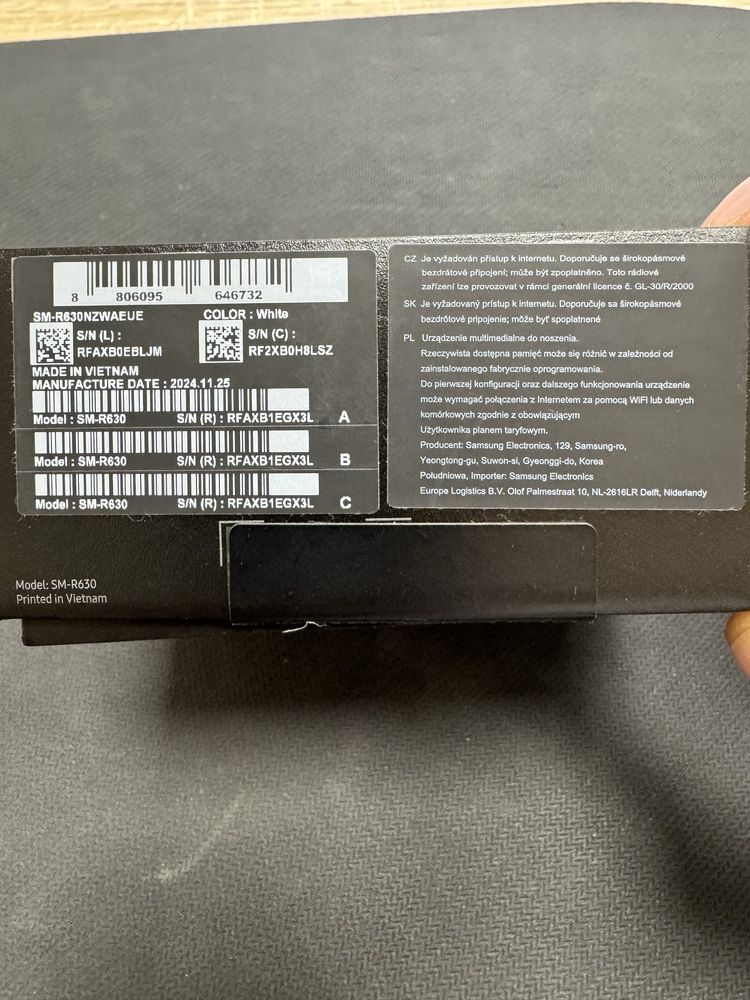 8 806095 646732
SM-R630NZWAEUE COLOR : White
S/N (L) :
RFAXB0EBLJM
S/N (C) :
RF2XB0H8LSZ
MADE IN VIETNAM
MANUFACTURE DATE : 2024.11.25
Model : SM-R630 S/N (R) : RFAXB1EGX3L A
Model : SM-R630 S/N (R) : RFAXB1EGX3L B
Model : SM-R630 S/N (R) : RFAXB1EGX3L C
CZ Je vyžadován přístup k internetu. Doporučuje se širokopásmové
bezdrátové připojení; může být zpoplatněno. Toto rádiové
zařízení lze provozovat v rámci generální licence č. GL-30/R/2000
SK Je vyžadovaný prístup k internetu. Doporučuje sa širokopásmové
bezdrôtové pripojenie; môže byť spoplatnené
PL Urządzenie multimedialne do noszenia.
Rzeczywista dostępna pamięć może się różnić w zależności od
zainstalowanego fabrycznie oprogramowania.
Do pierwszej konfiguracji oraz dalszego funkcjonowania urządzenie
może wymagać połączenia z Internetem za pomocą WiFi lub danych
komórkowych zgodnie z obowiązującym
Użytkownika planem taryfowym.
Producent: Samsung Electronics, 129, Samsung-ro,
Yeongtong-gu, Suwon-si, Gyeonggi-do, Korea
Południowa, Importer: Samsung Electronics
Europe Logistics B.V. Olof Palmestraat 10, NL-2616LR Delft, Niderlandy
Model: SM-R630
Printed in Vietnam